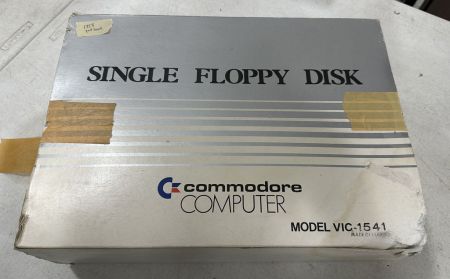 SINGLE FLOPPY DISK
commodore
COMPUTER
MODEL VIC-1541